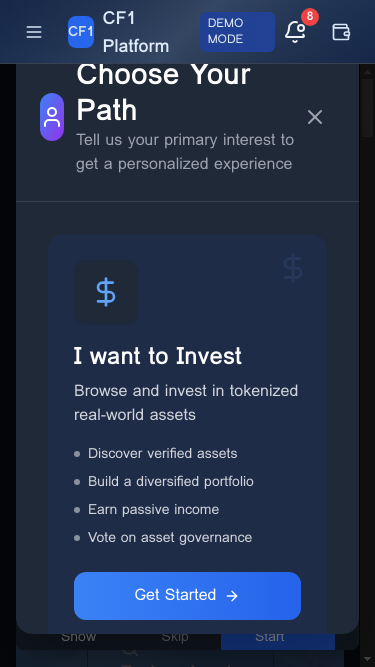 CF1
CF1
Platform
DEMO
MODE
8
Choose Your
Path
Tell us your primary interest to
get a personalized experience
I want to Invest
Browse and invest in tokenized
real-world assets
Discover verified assets
Build a diversified portfolio
Earn passive income
Vote on asset governance
Get Started
Show
Skip
Start